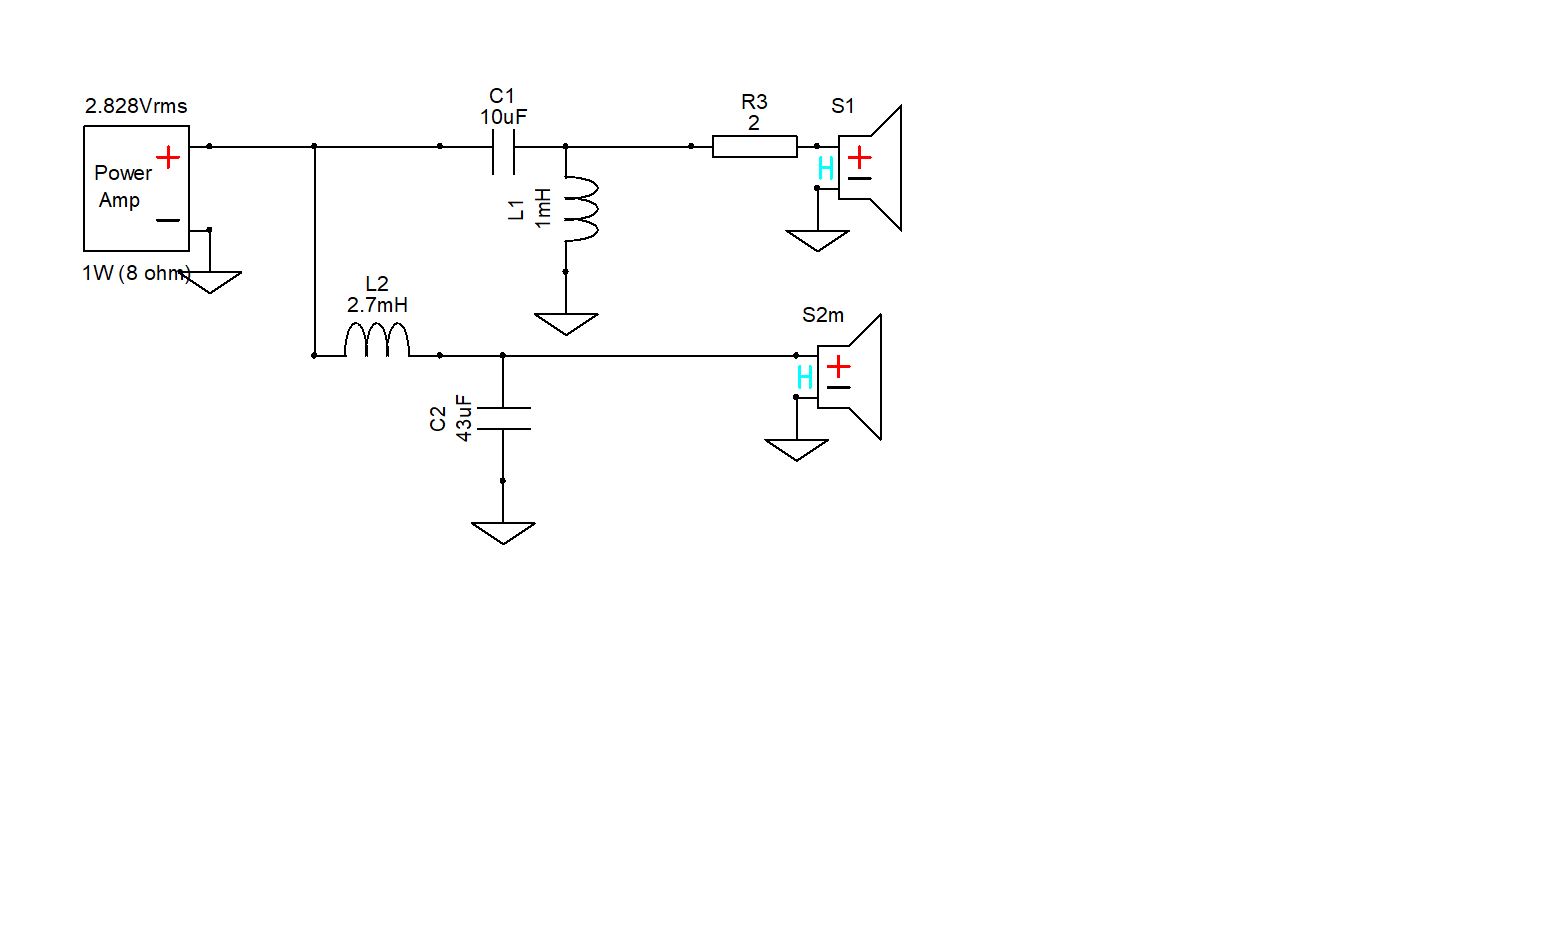 2.828Vrms
Power
Amp
1W (8 ohm)
C1
10uF
L1
1mH
R3
2
S1
H
L2
2.7mH
C2
43uF
S2m
H